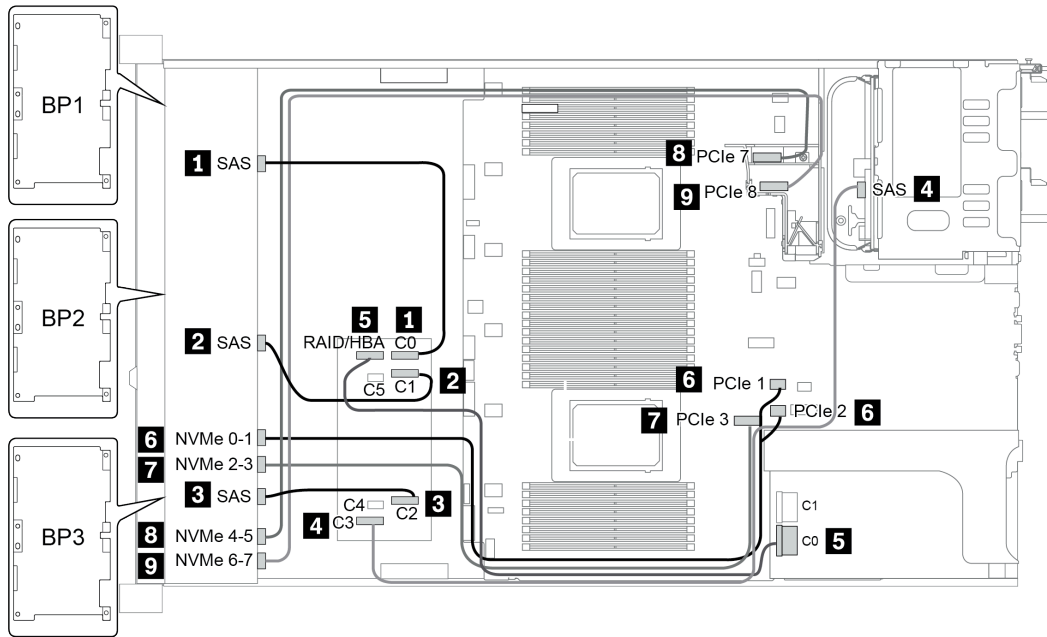 BP1
BP2
BP3
1 SAS
2 SAS
6 NVMe 0-1
7 NVMe 2-3
3 SAS
8 NVMe 4-5
9 NVMe 6-7
5 1
RAID/HBA C0
C5 C1 2
C4 C2 3
4 C3
8 PCIe 7
9 PCIe 8
SAS 4
6 PCIe 1
7 PCIe 3
PCIe 2 6
C1
C0 5